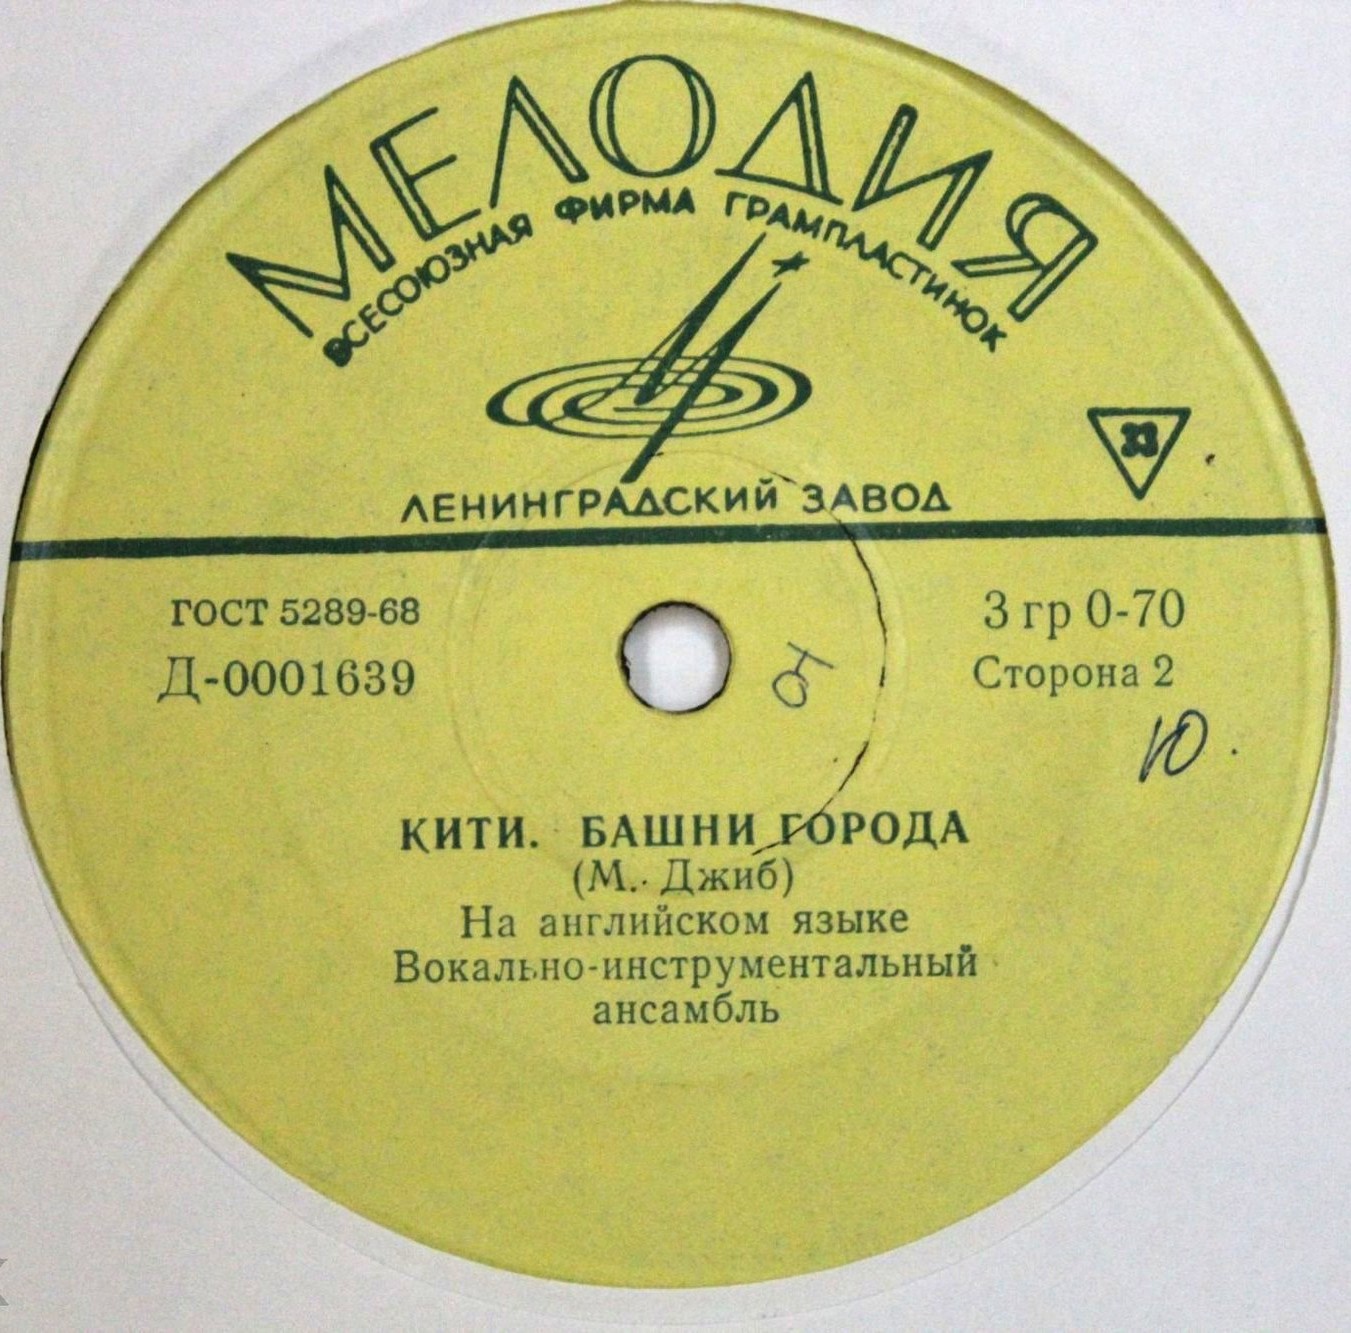 МЕЛОДИЯ
ВСЕСОЮЗНАЯ ФИРМА ГРАМПЛАСТИНОК
33
ЛЕНИНГРАДСКИЙ ЗАВОД
ГОСТ 5289-68
3 гр 0-70
Д-0001639
Сторона 2
Ю
Ю.
КИТИ. БАШНИ ГОРОДА
(М. Джиб)
На английском языке
Вокально-инструментальный
ансамбль